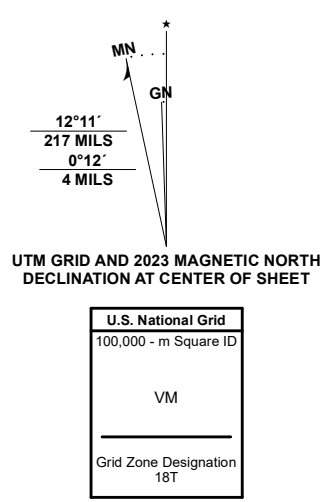 MN
GN
12°11´
217 MILS
0°12´
4 MILS
UTM GRID AND 2023 MAGNETIC NORTH
DECLINATION AT CENTER OF SHEET
U.S. National Grid
100,000 - m Square ID
VM
Grid Zone Designation
18T